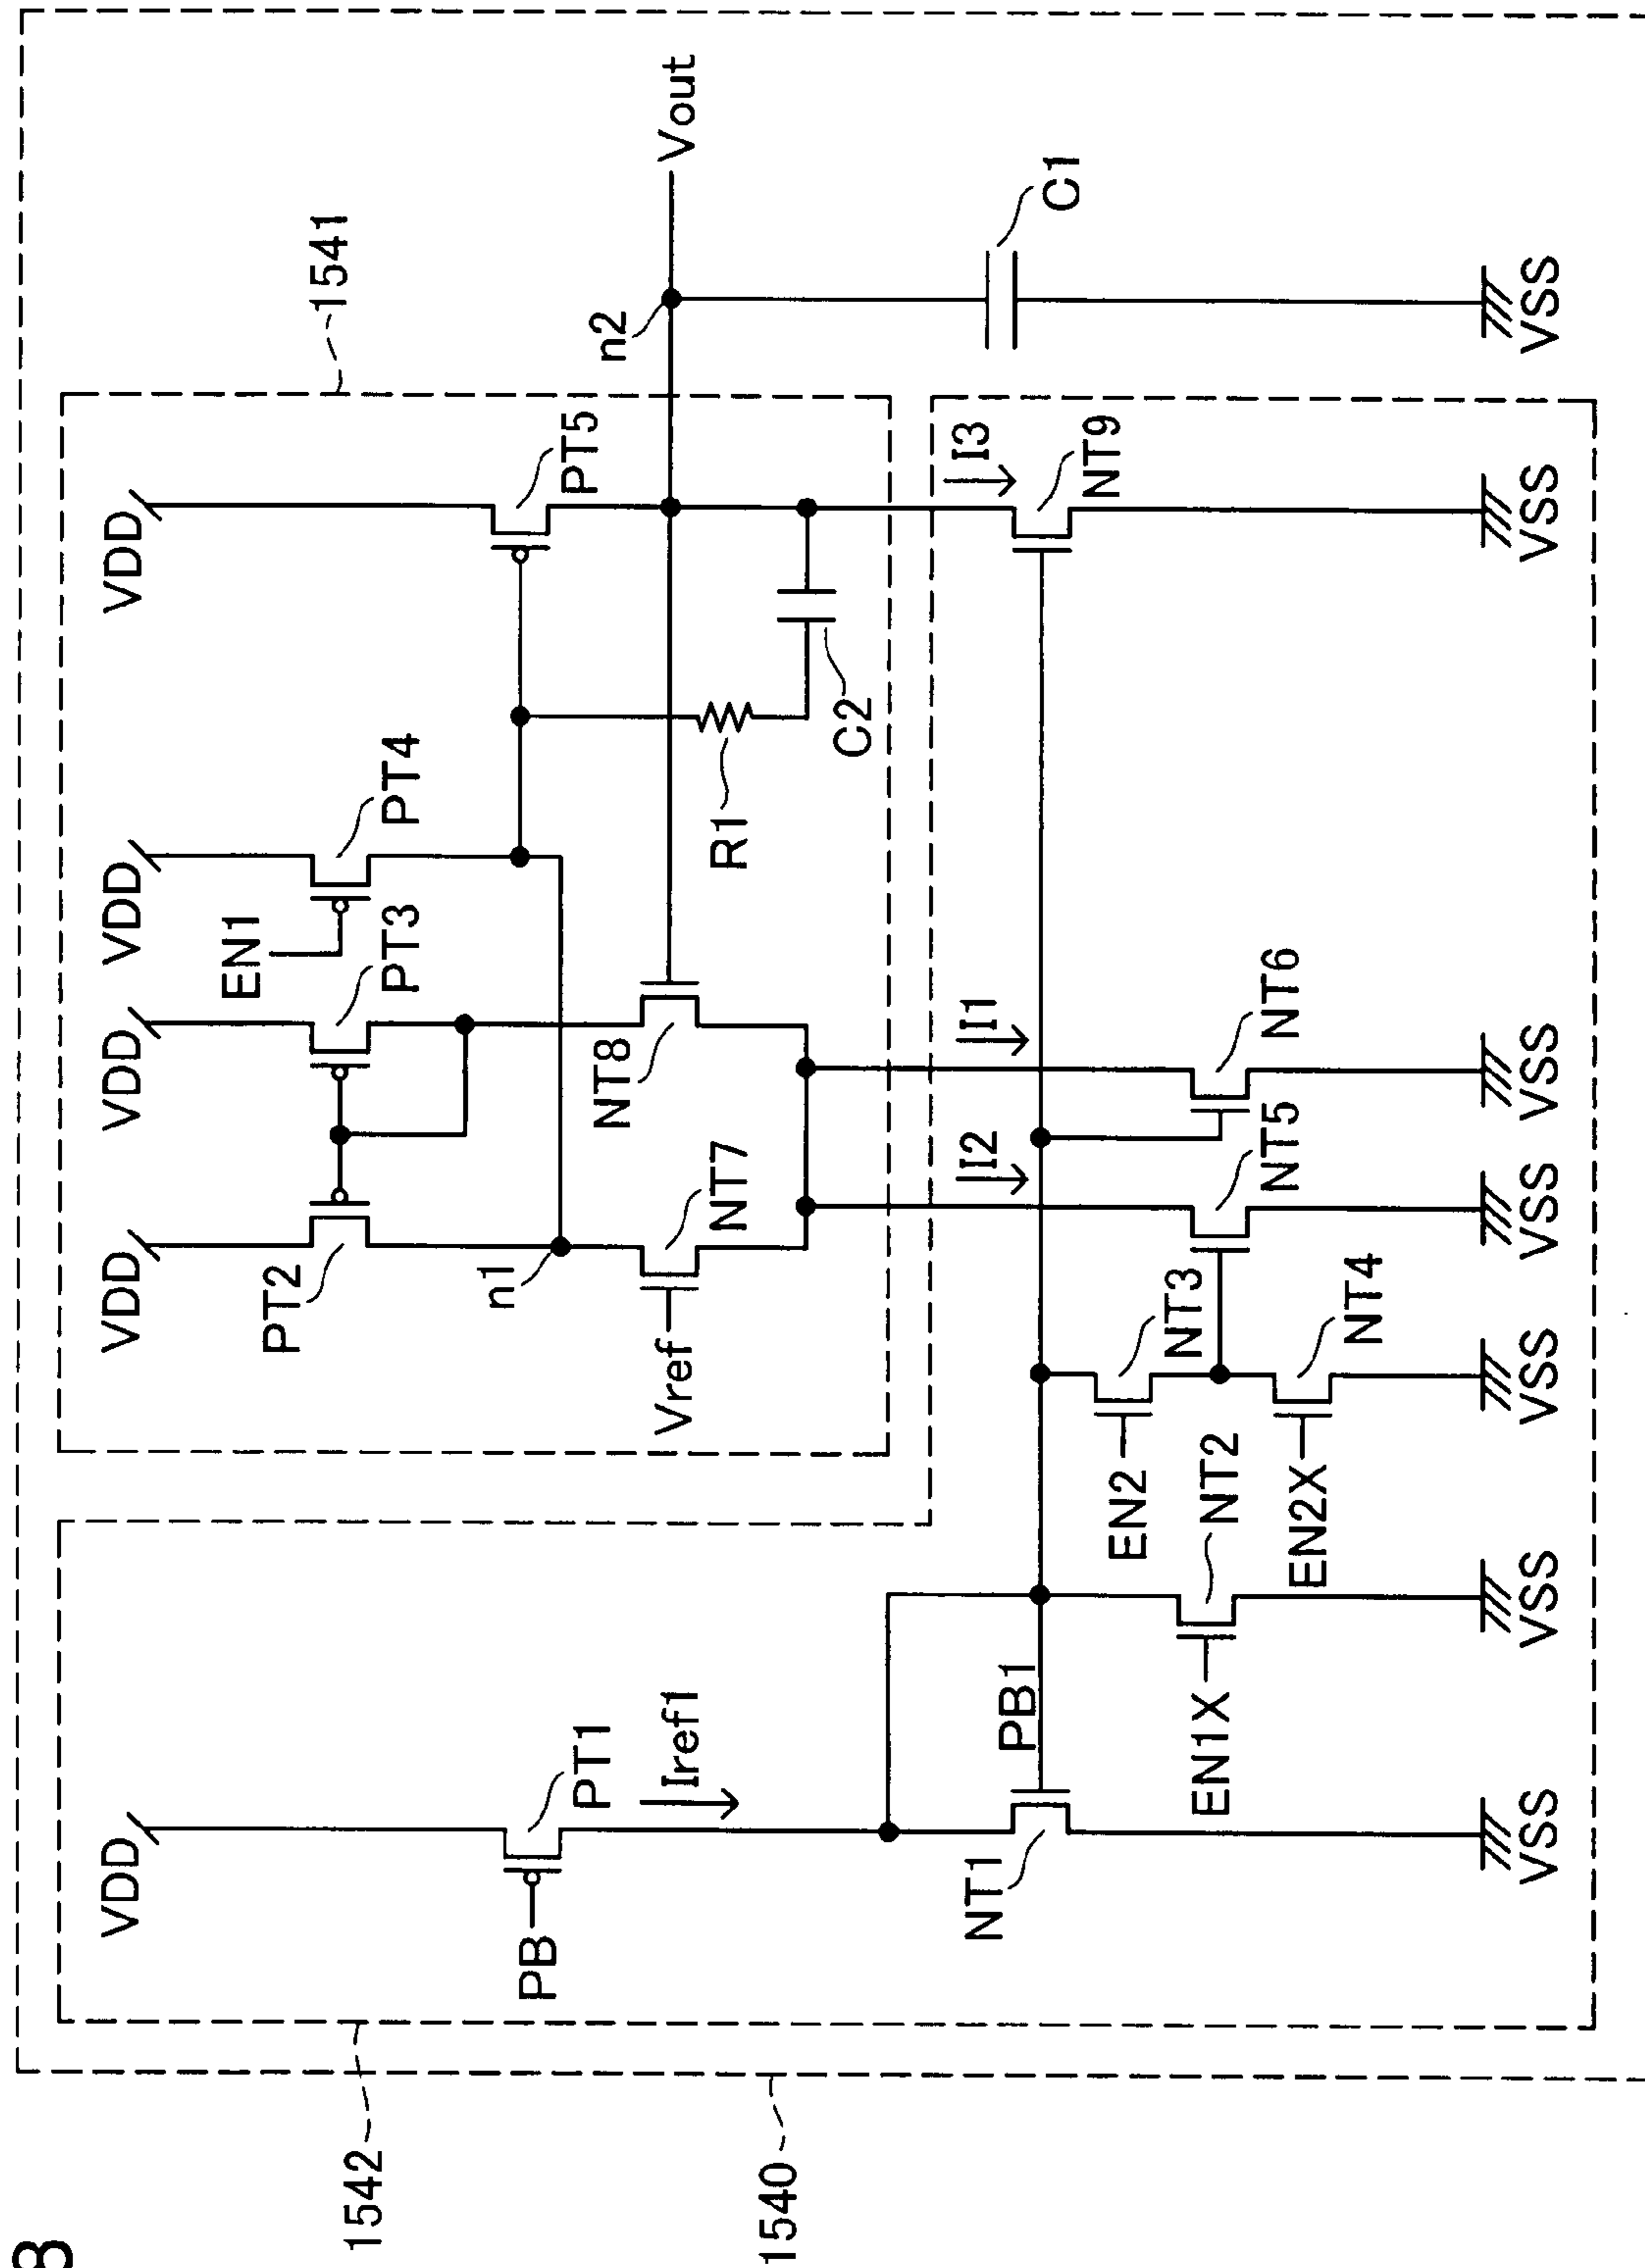 8
VDD
VDD
VDD
VDD
VDD
EN1
PT2
1541
1542
PT3
PT4
n1
PB
PT5
PT1
NT8
n2
Vref
Iref1
Vout
NT7
R1
1540
C2
I2
I1
I3
NT1
PB1
C1
NT9
EN2
NT3
EN1X
NT2
NT5
NT6
EN2X
NT4
VSS
VSS
VSS
VSS
VSS
VSS
VSS